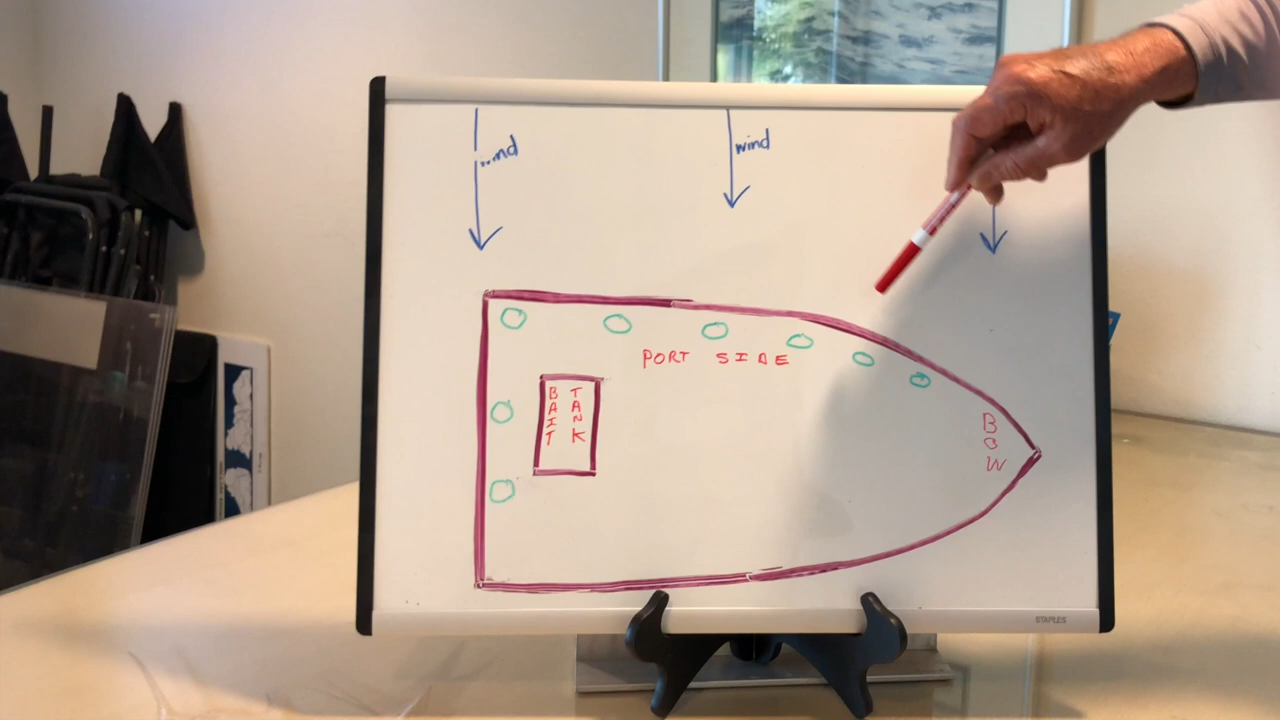 wind
wind
PORT SIDE
BAIT
TANK
BOW
STAPLES